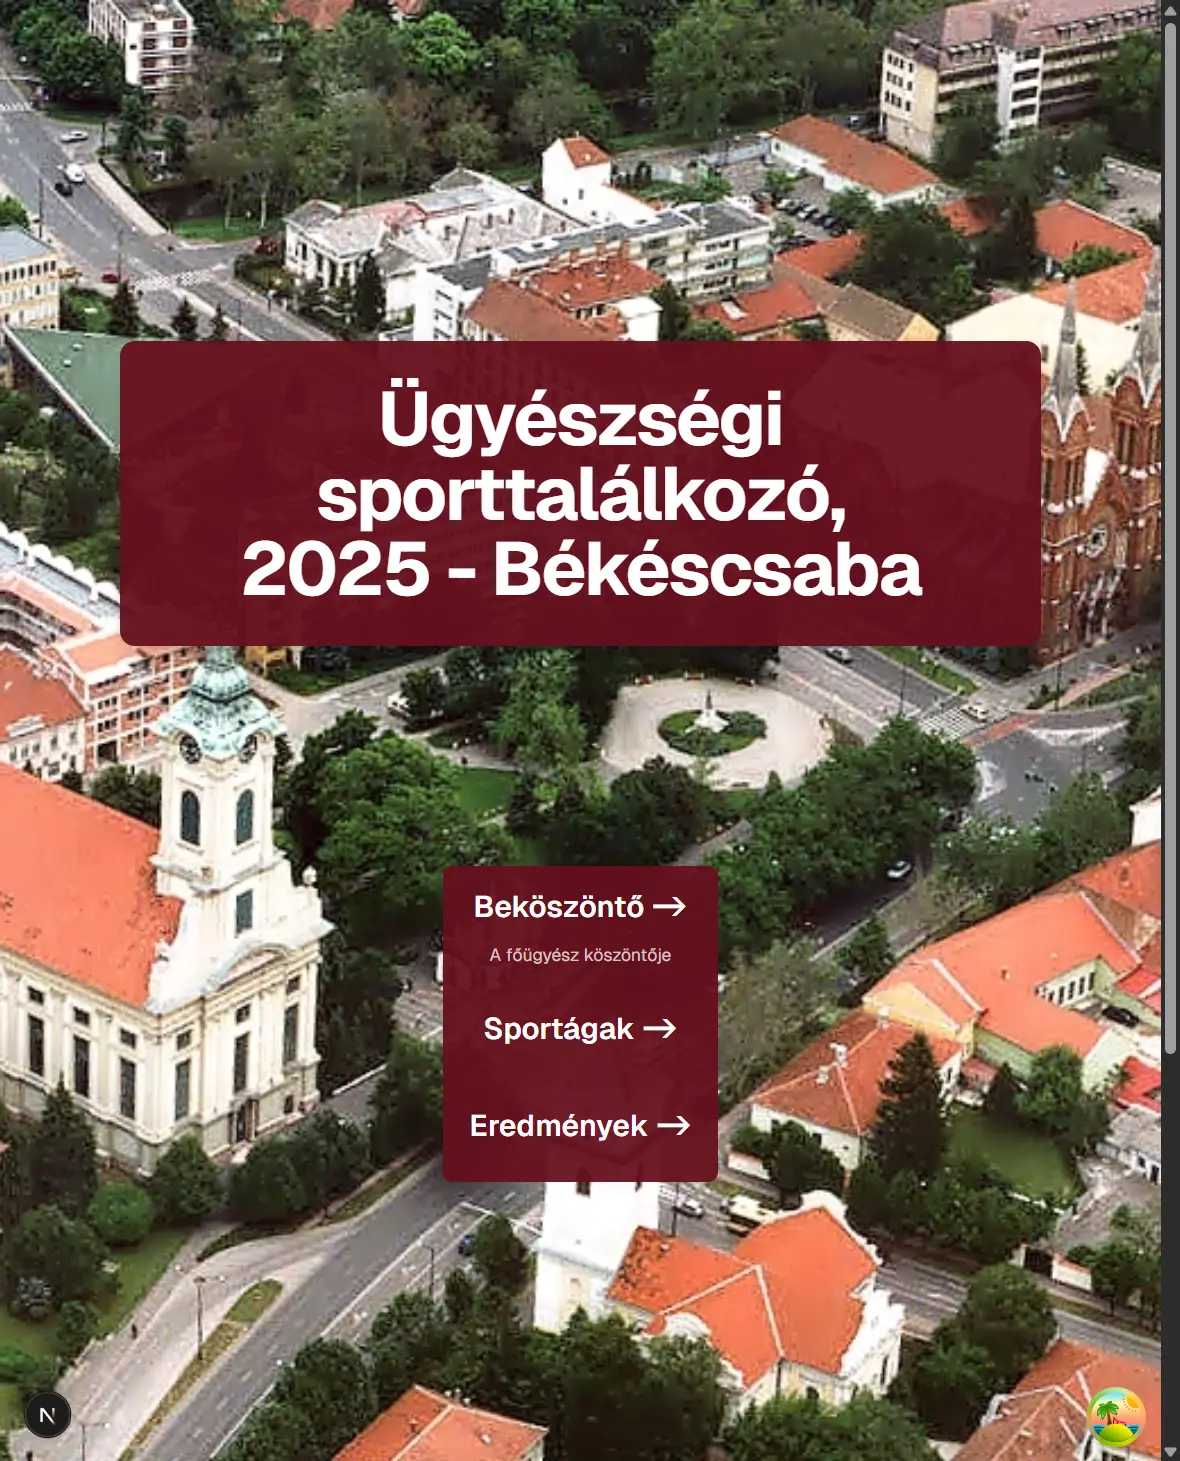 Ügyészségi
sporttalálkozó,
2025 - Békéscsaba
Beköszöntő →
A főügyész köszöntője
Sportágak →
Eredmények →
N